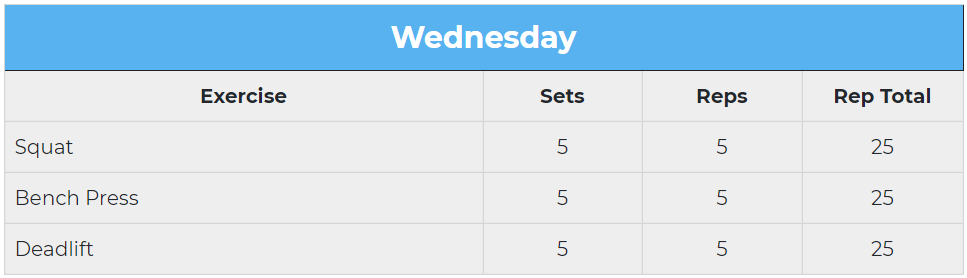 Wednesday
Exercise Sets Reps Rep Total
Squat 5 5 25
Bench Press 5 5 25
Deadlift 5 5 25